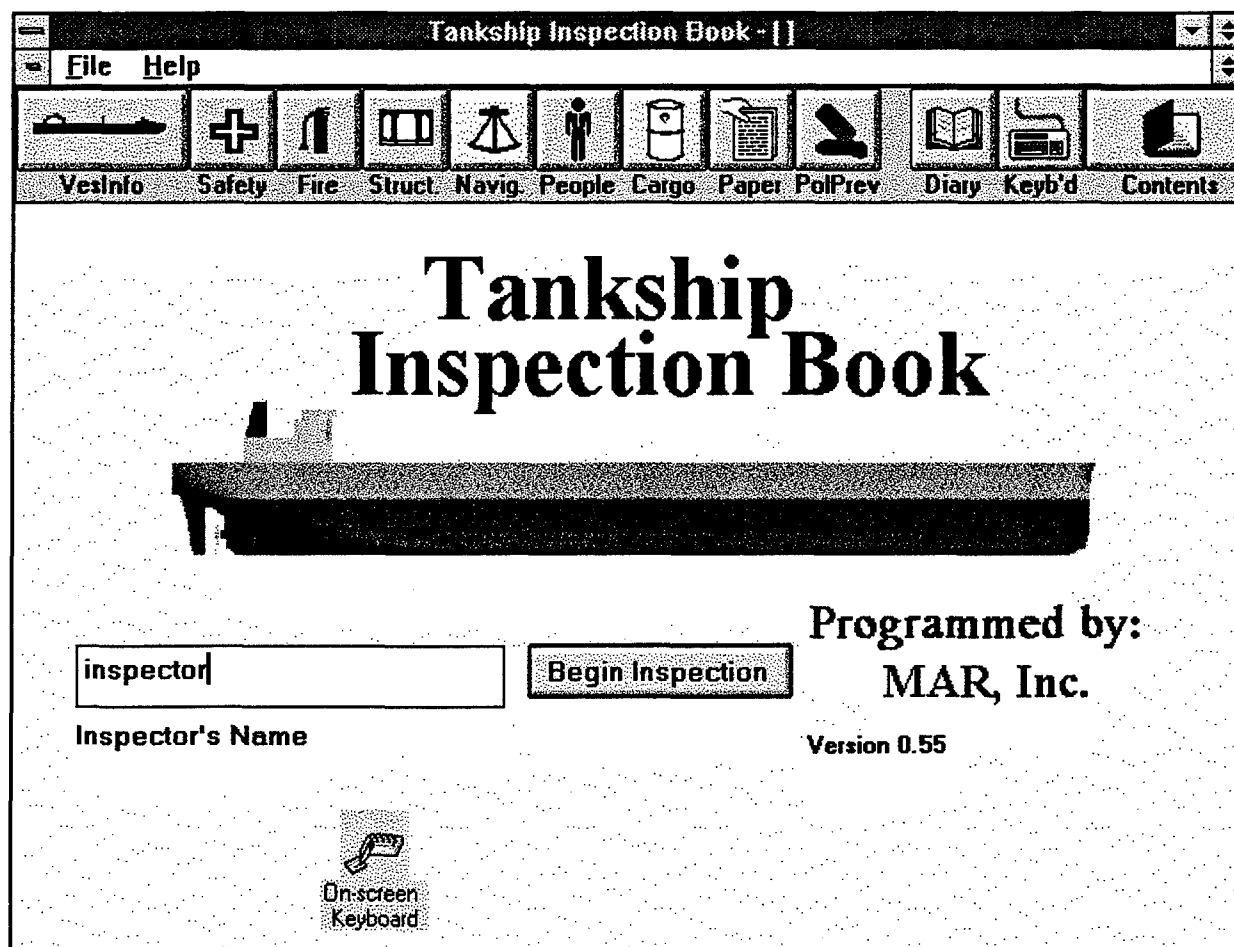 Tankship Inspection Book - [ ]
File Help
VesInfo Safety Fire Struct. Navig. People Cargo Paper PolPrev Diary Keyb'd Contents
Tankship
Inspection Book
Programmed by:
MAR, Inc.
inspector
Begin Inspection
Inspector's Name
Version 0.55
On-screen
Keyboard